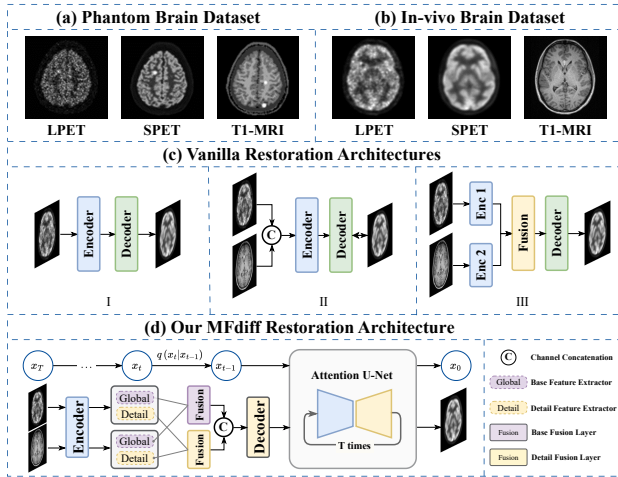 (a) Phantom Brain Dataset
(b) In-vivo Brain Dataset
LPET SPET T1-MRI
LPET SPET T1-MRI
(c) Vanilla Restoration Architectures
Encoder
Decoder
I
C
Encoder
Decoder
II
Enc 1
Enc 2
Fusion
Decoder
III
(d) Our MFdiff Restoration Architecture
x_T ... x_t q(x_t|x_{t-1}) x_{t-1} x_0
Encoder
Global
Detail
Global
Detail
Fusion
Fusion
C
Decoder
Attention U-Net
T times
C Channel Concatenation
Global Base Feature Extractor
Detail Detail Feature Extractor
Fusion Base Fusion Layer
Fusion Detail Fusion Layer